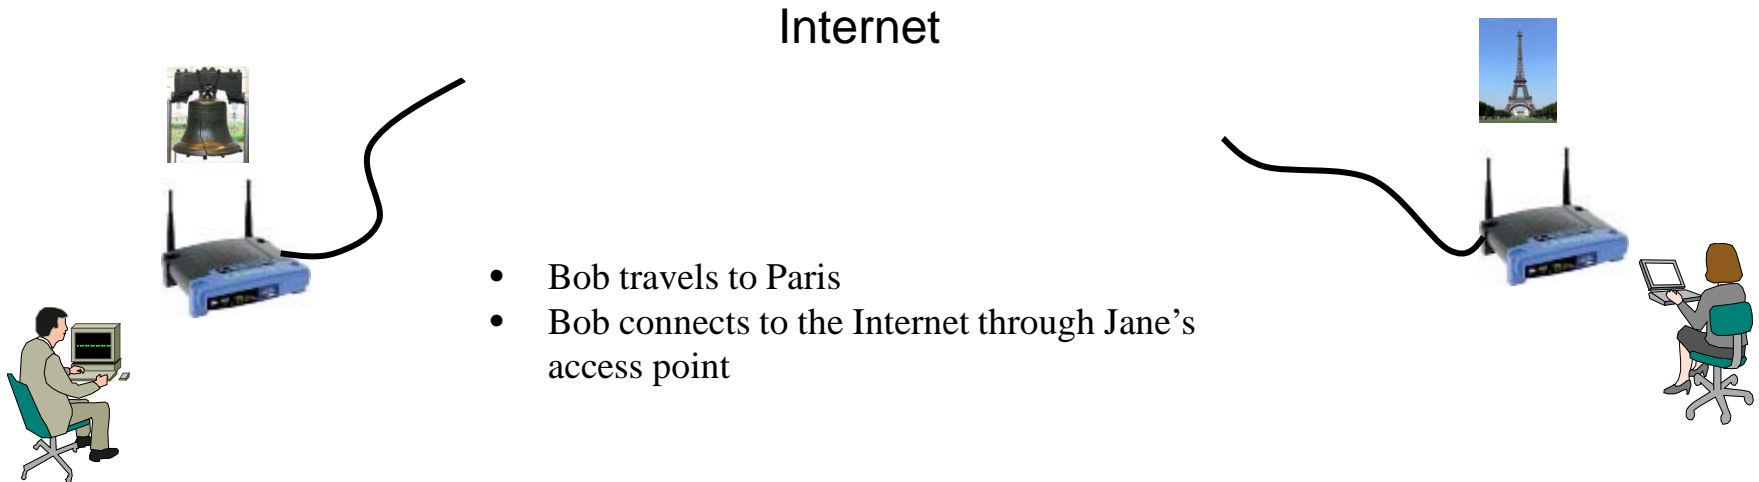 Internet
• Bob travels to Paris
• Bob connects to the Internet through Jane’s
access point